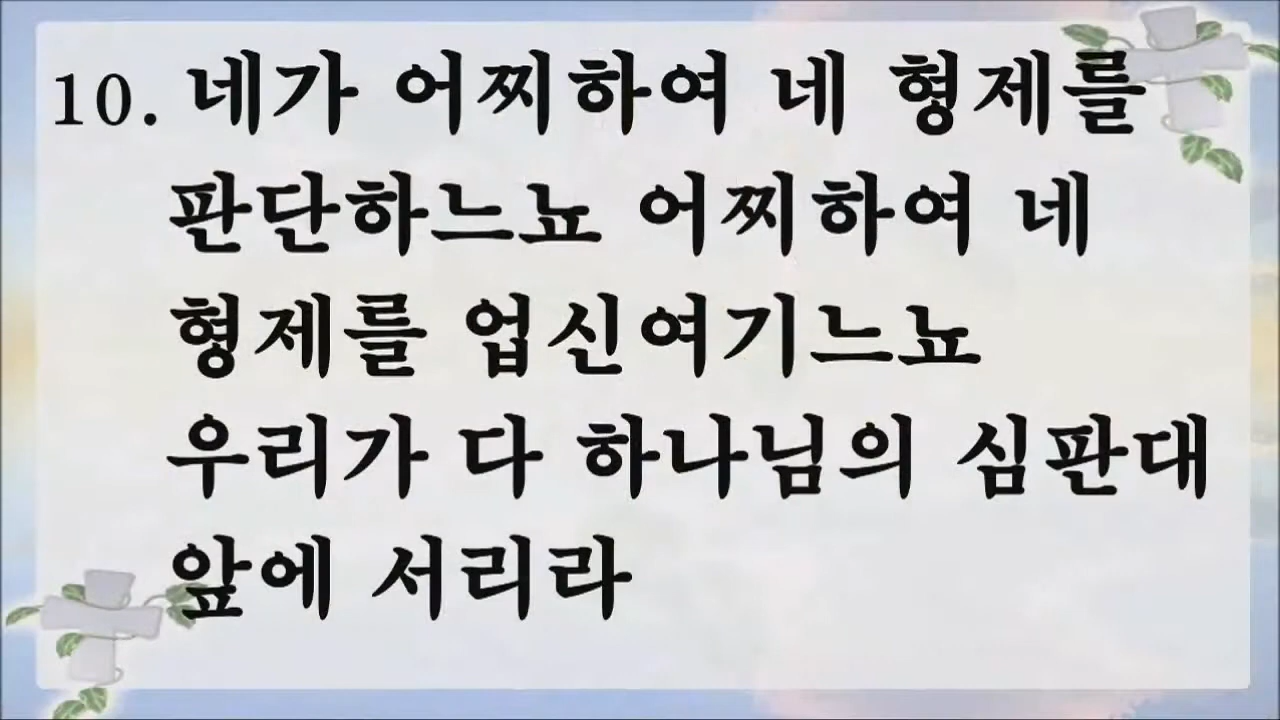 10. 네가 어찌하여 네 형제를
판단하느뇨 어찌하여 네
형제를 업신여기느뇨
우리가 다 하나님의 심판대
앞에 서리라